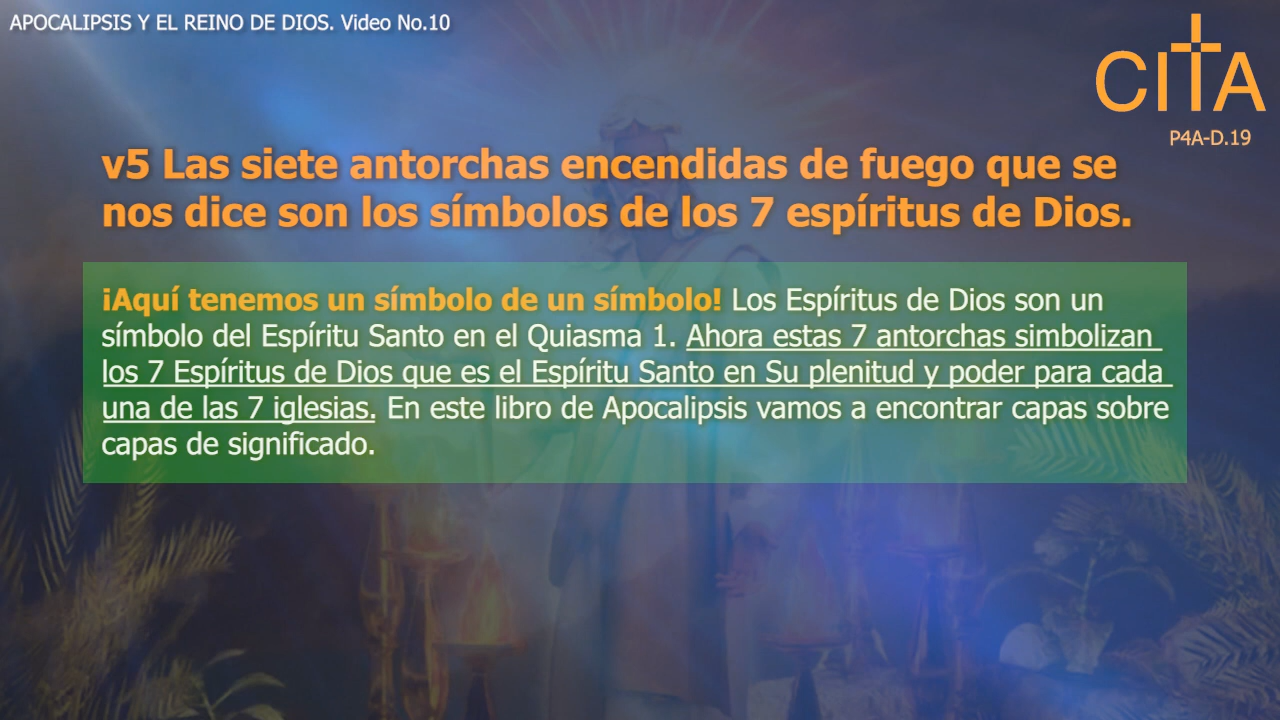 APOCALIPSIS Y EL REINO DE DIOS. Video No.10
CITA
P4A-D.19
v5 Las siete antorchas encendidas de fuego que se
nos dice son los símbolos de los 7 espíritus de Dios.
¡Aquí tenemos un símbolo de un símbolo! Los Espíritus de Dios son un
símbolo del Espíritu Santo en el Quiasma 1. Ahora estas 7 antorchas simbolizan
los 7 Espíritus de Dios que es el Espíritu Santo en Su plenitud y poder para cada
una de las 7 iglesias. En este libro de Apocalipsis vamos a encontrar capas sobre
capas de significado.